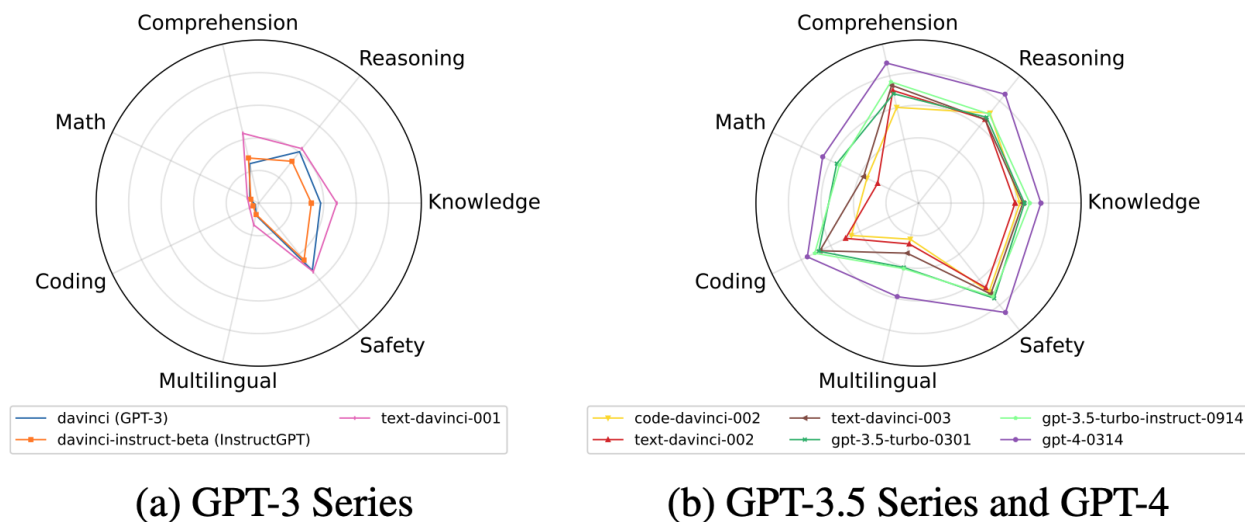 Comprehension
Reasoning
Math
Knowledge
Coding
Safety
Multilingual
davinci (GPT-3)
text-davinci-001
davinci-instruct-beta (InstructGPT)
(a) GPT-3 Series
Comprehension
Reasoning
Math
Knowledge
Coding
Safety
Multilingual
code-davinci-002
text-davinci-003
gpt-3.5-turbo-instruct-0914
text-davinci-002
gpt-3.5-turbo-0301
gpt-4-0314
(b) GPT-3.5 Series and GPT-4